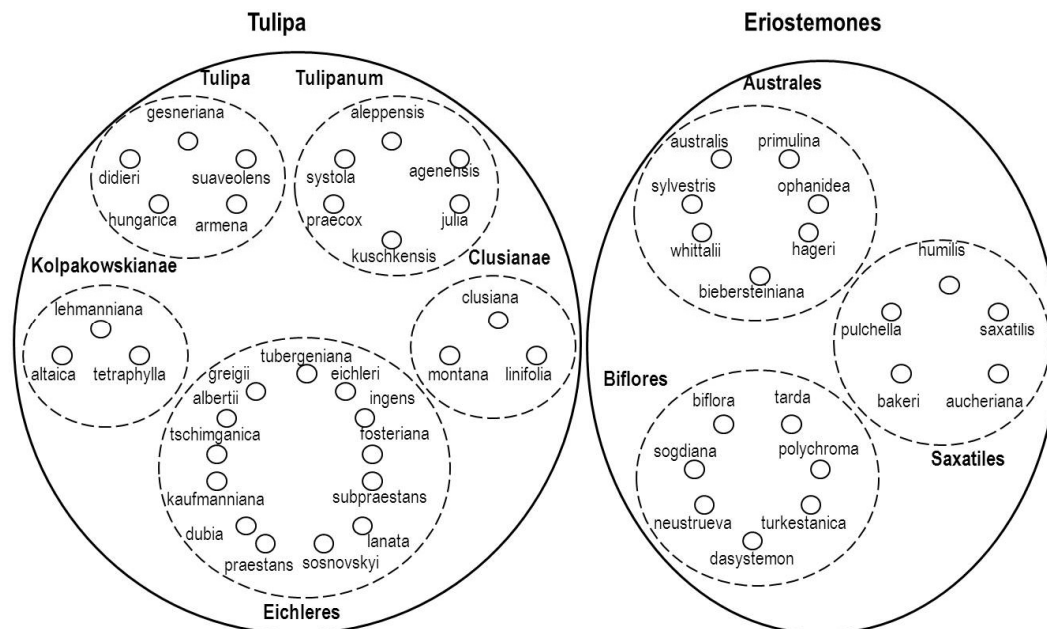 Tulipa
Eriostemones
Tulipa
Tulipanum
gesneriana
didieri
suaveolens
hungarica
armena
aleppensis
systola
agenensis
praecox
julia
kuschkensis
Kolpakowskianae
lehmanniana
altaica
tetraphylla
Clusianae
clusiana
montana
linifolia
tubergeniana
greigii
eichleri
albertii
ingens
tschimganica
fosteriana
kaufmanniana
subpraestans
dubia
lanata
praestans
sosnovskyi
Eichleres
Australes
australis
primulina
sylvestris
ophanidea
whittalii
hageri
biebersteiniana
humilis
pulchella
saxatilis
bakeri
aucheriana
Saxatiles
Biflores
biflora
tarda
sogdiana
polychroma
neustrueva
turkestanica
dasystemon